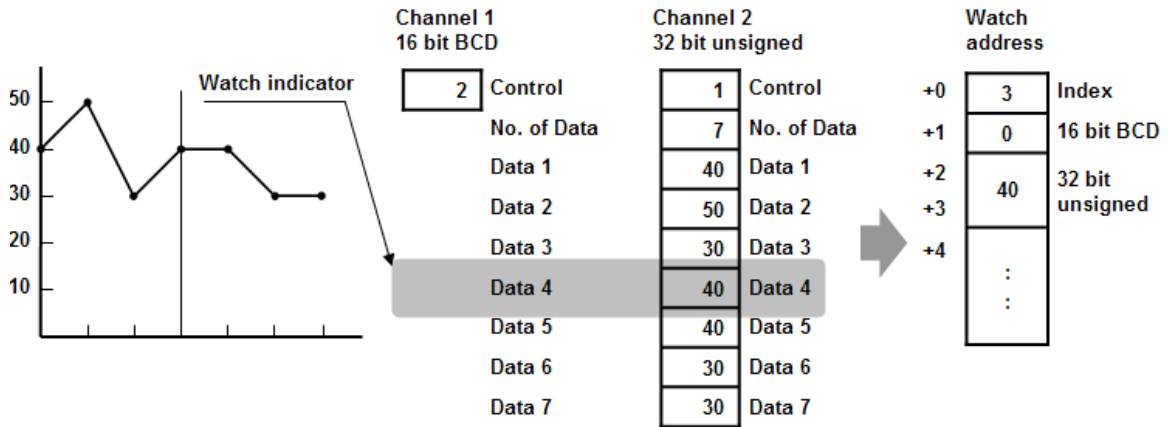 Channel 1
16 bit BCD
Channel 2
32 bit unsigned
Watch
address
50
40
30
20
10
Watch indicator
2 Control
No. of Data
Data 1
Data 2
Data 3
Data 4
Data 5
Data 6
Data 7
1 Control
7 No. of Data
40 Data 1
50 Data 2
30 Data 3
40 Data 4
40 Data 5
30 Data 6
30 Data 7
+0 3 Index
+1 0 16 bit BCD
+2
+3
40
32 bit
unsigned
+4
:
: